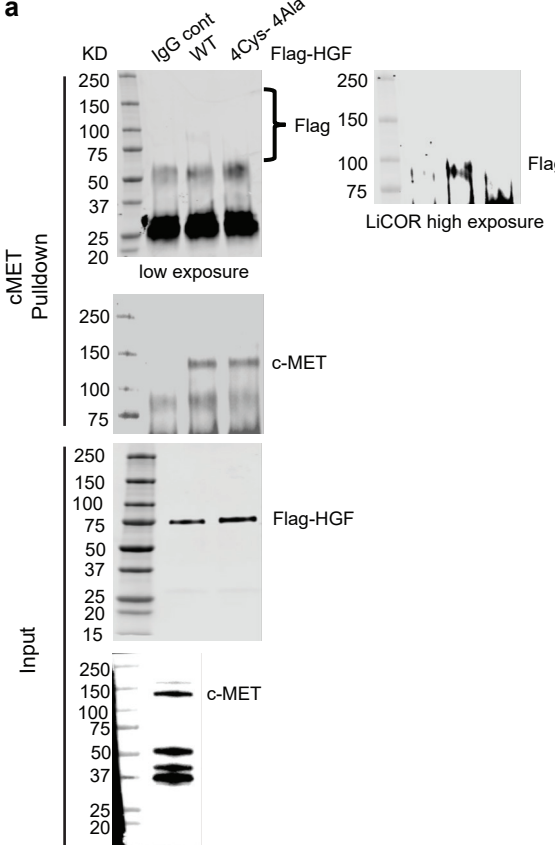 a
KD
IgG cont
WT
4Cys- 4Ala
Flag-HGF
250
150
100
75
50
37
25
20
Flag
low exposure
250
150
100
75
Flag
LiCOR high exposure
cMET
Pulldown
250
150
100
75
c-MET
Input
250
150
100
75
50
37
25
20
15
Flag-HGF
250
150
100
75
50
37
25
20
c-MET